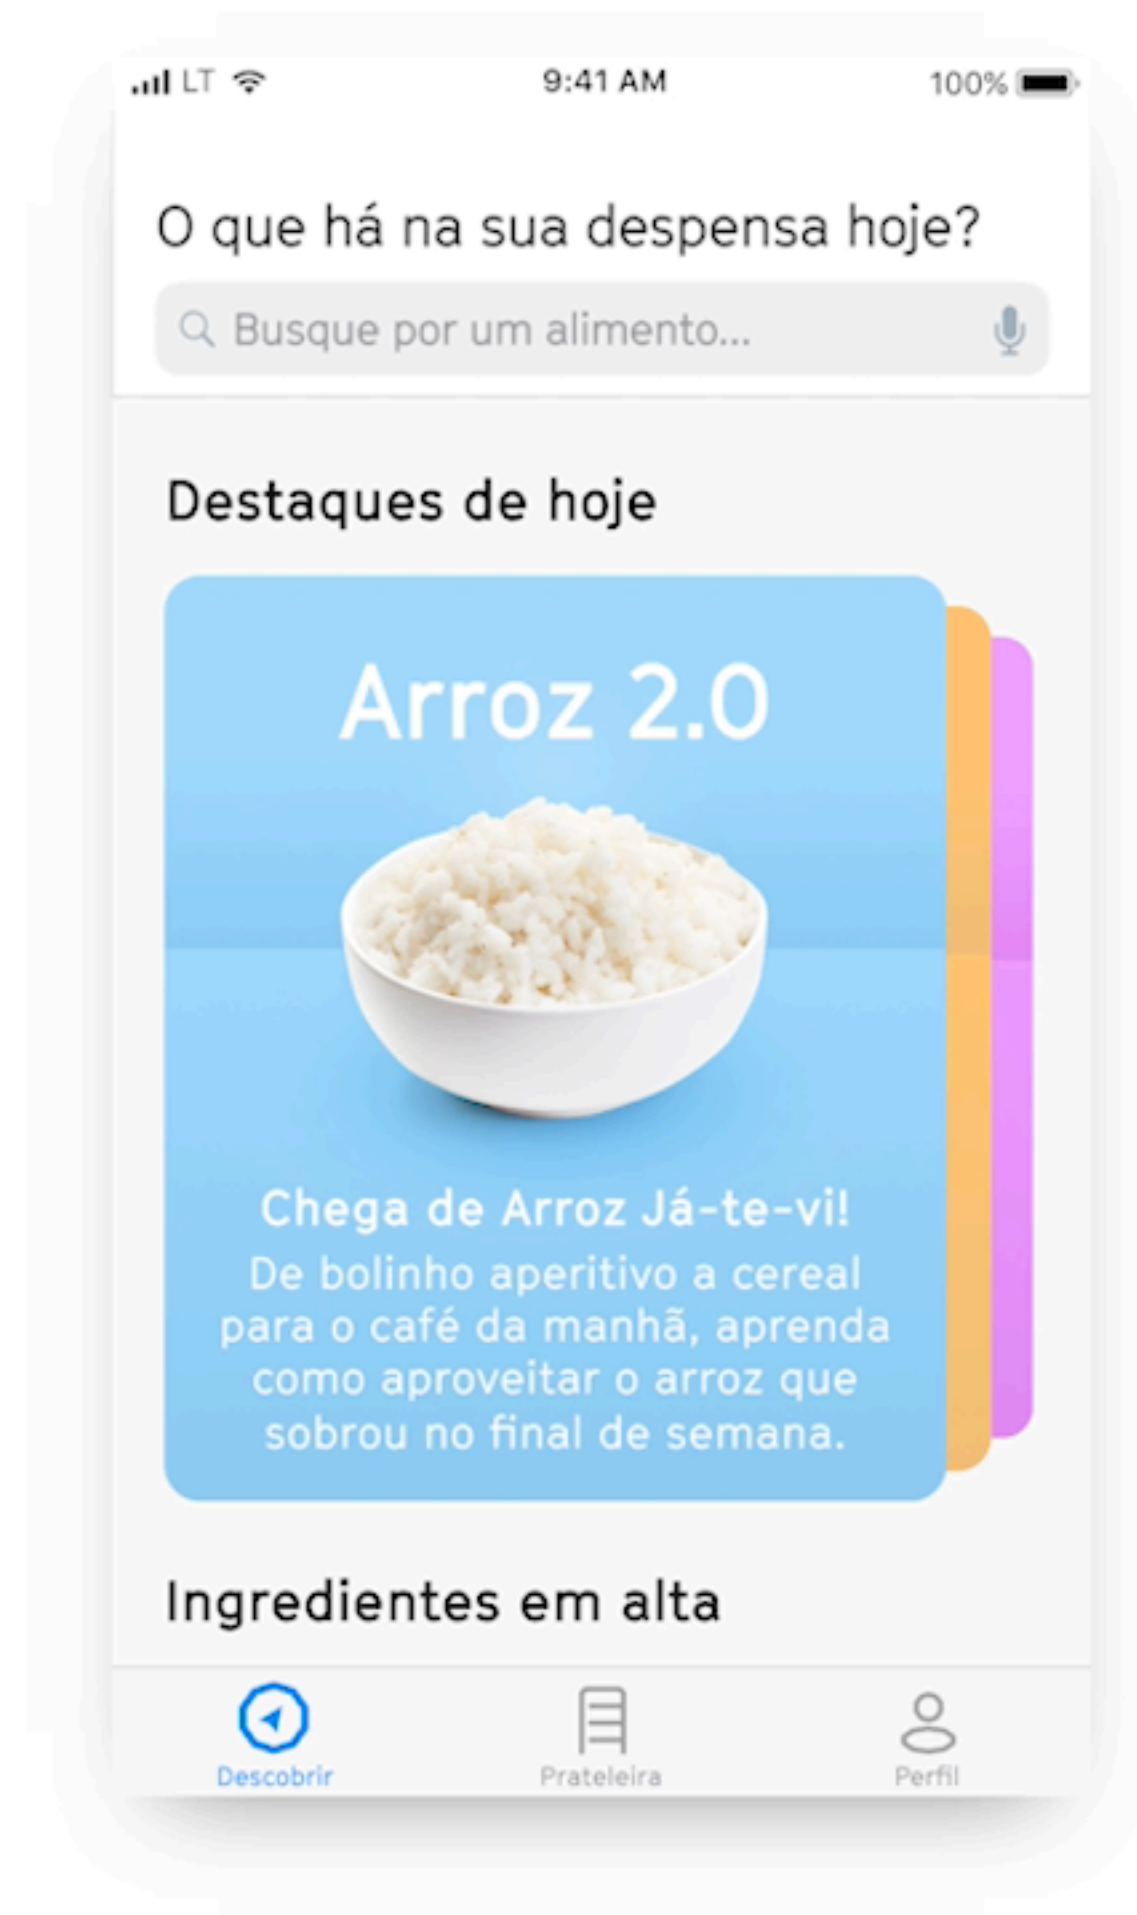 LT
9:41 AM
100%
O que há na sua despensa hoje?
Busque por um alimento...
Destaques de hoje
Arroz 2.0
Chega de Arroz Já-te-vi!
De bolinho aperitivo a cereal
para o café da manhã, aprenda
como aproveitar o arroz que
sobrou no final de semana.
Ingredientes em alta
Descobrir
Prateleira
Perfil